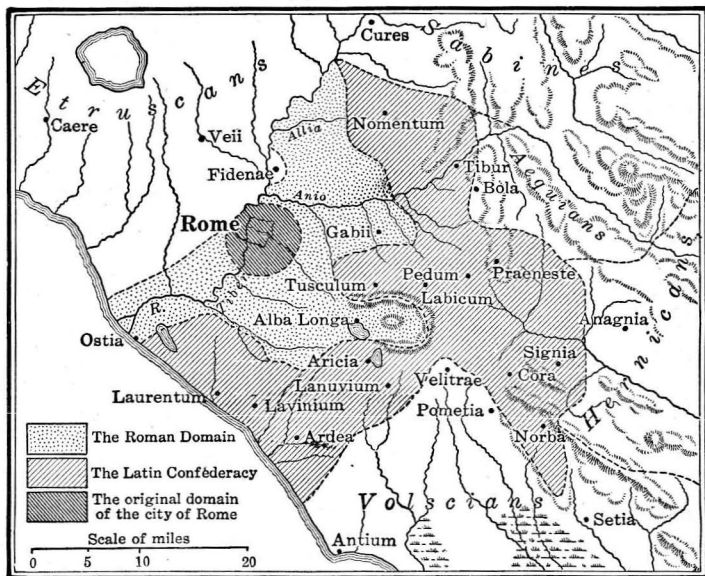 Cures
Sabines
Etruscans
Caere
Veii
Allia
Nomentum
Fidenae
Tibur
Bola
Aequians
Anio
Rome
Gabii
Pedum
Praeneste
Tusculum
Labicum
R. Tiber
Alba Longa
Anagnia
Ostia
Hernicans
Aricia
Signia
Cora
Lanuvium
Velitrae
Laurentum
Lavinium
Pometia
Norba
Ardea
The Roman Domain
The Latin Confederacy
The original domain
of the city of Rome
Volscians
Setia
Antium
Scale of miles
0 5 10 20